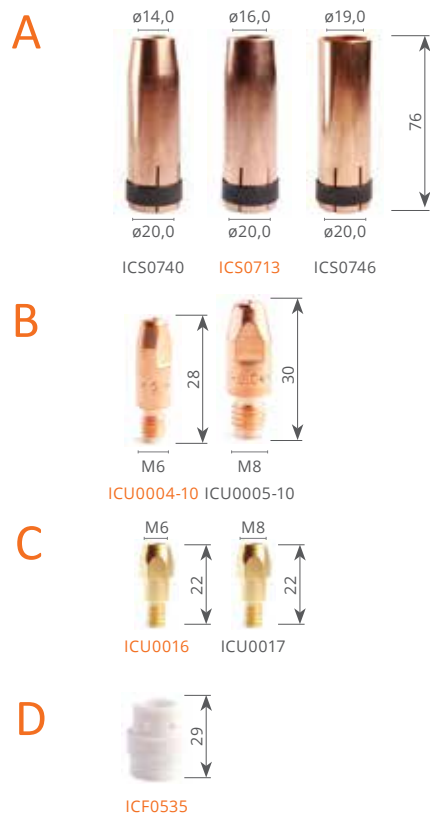 A
ø14,0 ø16,0 ø19,0
76
ø20,0 ø20,0 ø20,0
ICS0740 ICS0713 ICS0746
B
28
30
M6 M8
ICU0004-10 ICU0005-10
C
M6 M8
22 22
ICU0016 ICU0017
D
29
ICF0535